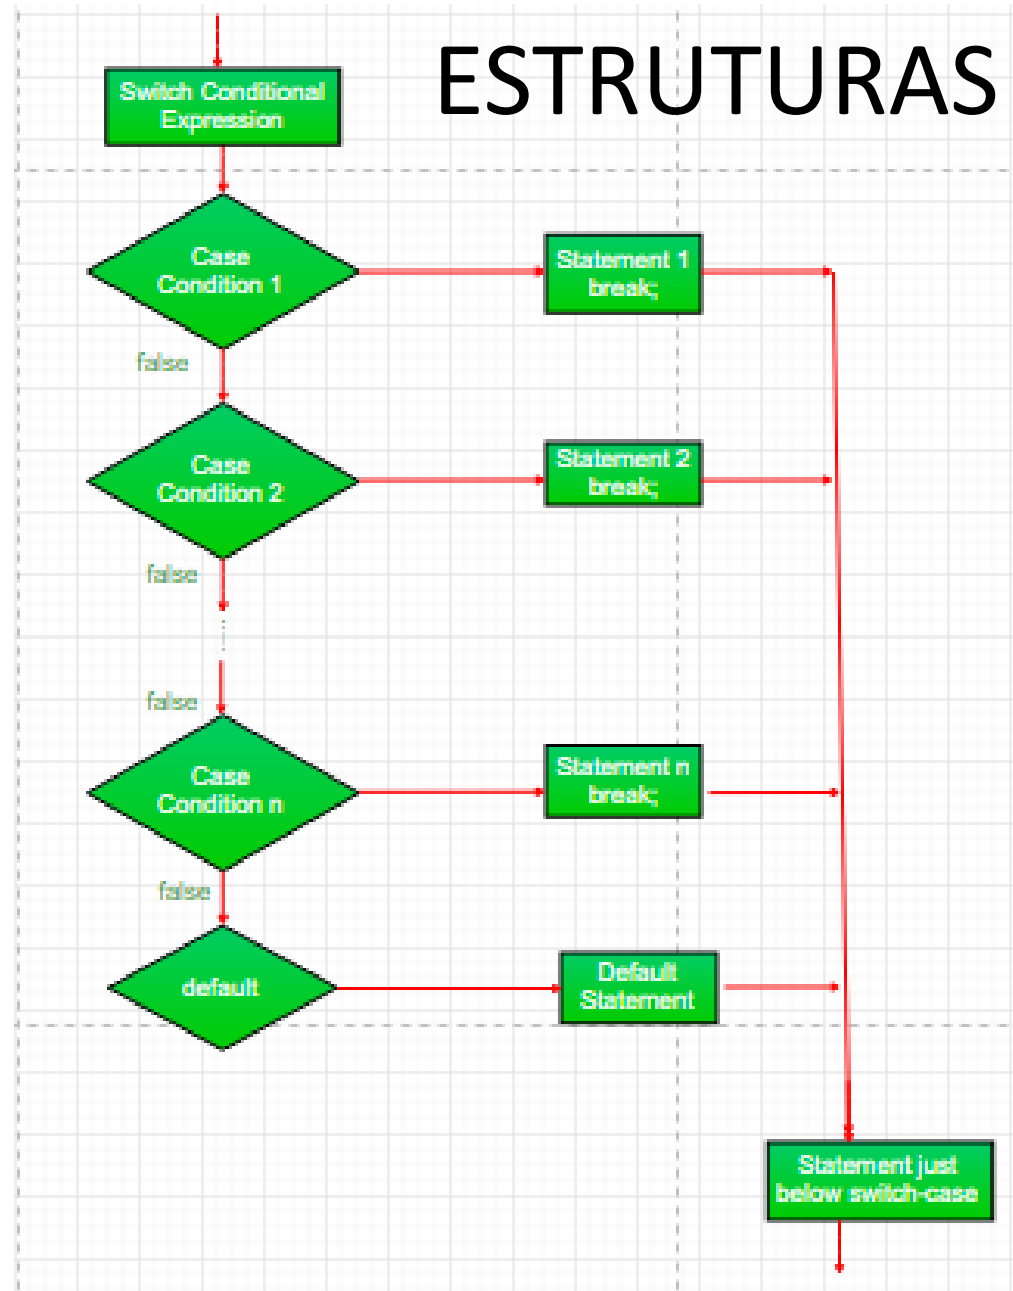 ESTRUTURAS
Switch Conditional
Expression
Case
Condition 1
Statement 1
break;
false
Case
Condition 2
Statement 2
break;
false
false
Case
Condition n
Statement n
break;
false
default
Default
Statement
Statement just
below switch-case